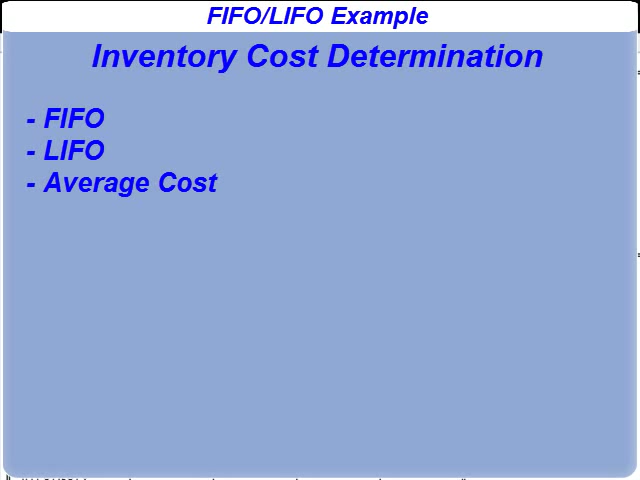 FIFO/LIFO Example
Inventory Cost Determination
- FIFO
- LIFO
- Average Cost